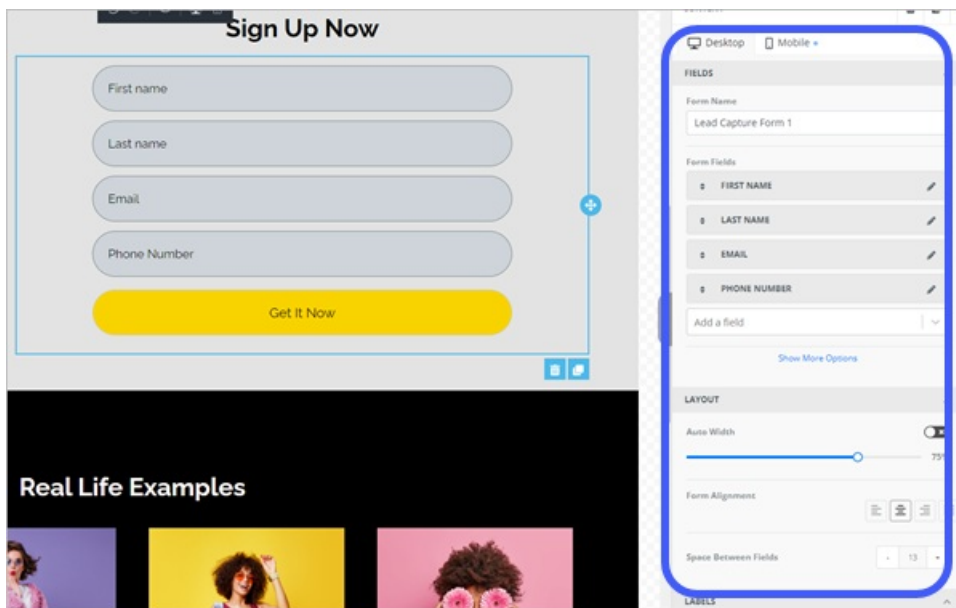 Sign Up Now
First name
Last name
Email
Phone Number
Get It Now
Real Life Examples
Desktop Mobile
FIELDS
Form Name
Lead Capture Form 1
Form Fields
FIRST NAME
LAST NAME
EMAIL
PHONE NUMBER
Add a field
Show More Options
LAYOUT
Auto Width
Form Alignment
Space Between Fields
- 13
LABELS